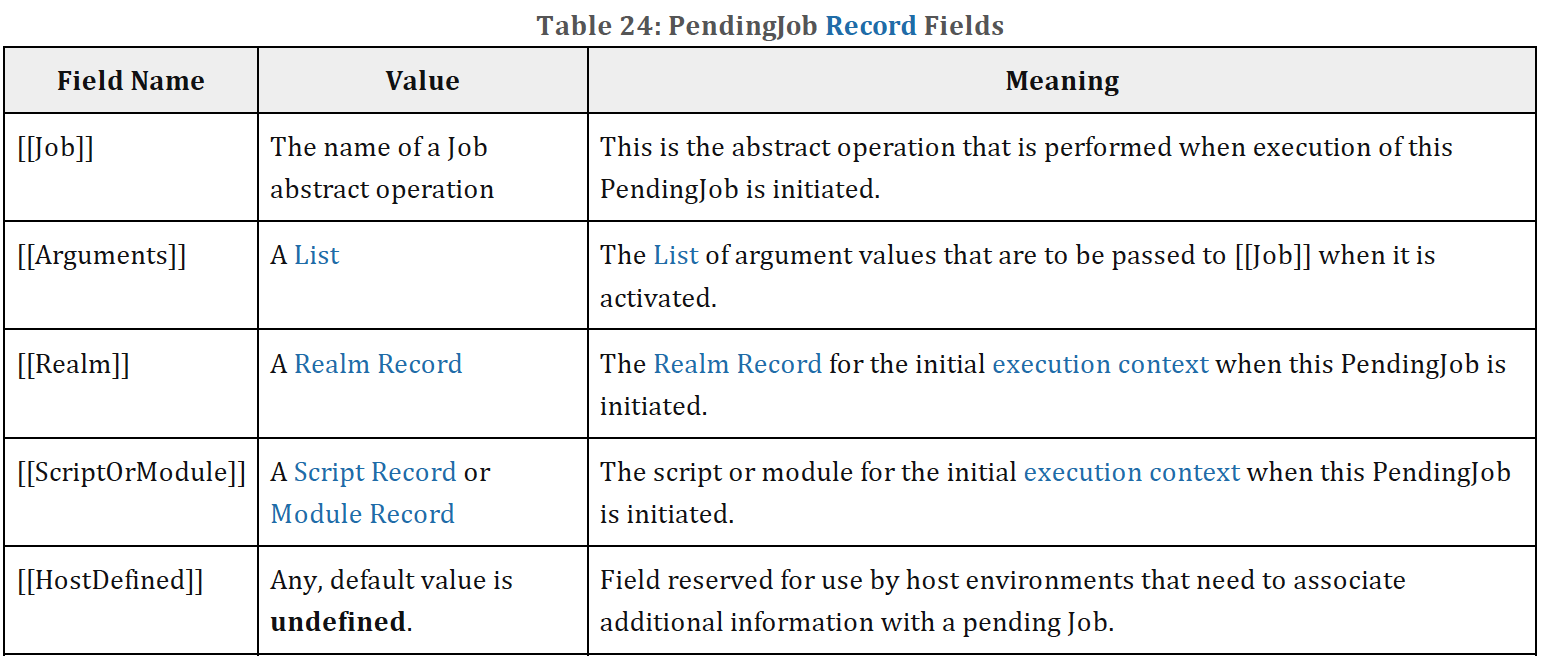 Table 24: PendingJob Record Fields
Field Name Value Meaning
[[Job]] The name of a Job abstract operation This is the abstract operation that is performed when execution of this PendingJob is initiated.
[[Arguments]] A List The List of argument values that are to be passed to [[Job]] when it is activated.
[[Realm]] A Realm Record The Realm Record for the initial execution context when this PendingJob is initiated.
[[ScriptOrModule]] A Script Record or Module Record The script or module for the initial execution context when this PendingJob is initiated.
[[HostDefined]] Any, default value is undefined. Field reserved for use by host environments that need to associate additional information with a pending Job.